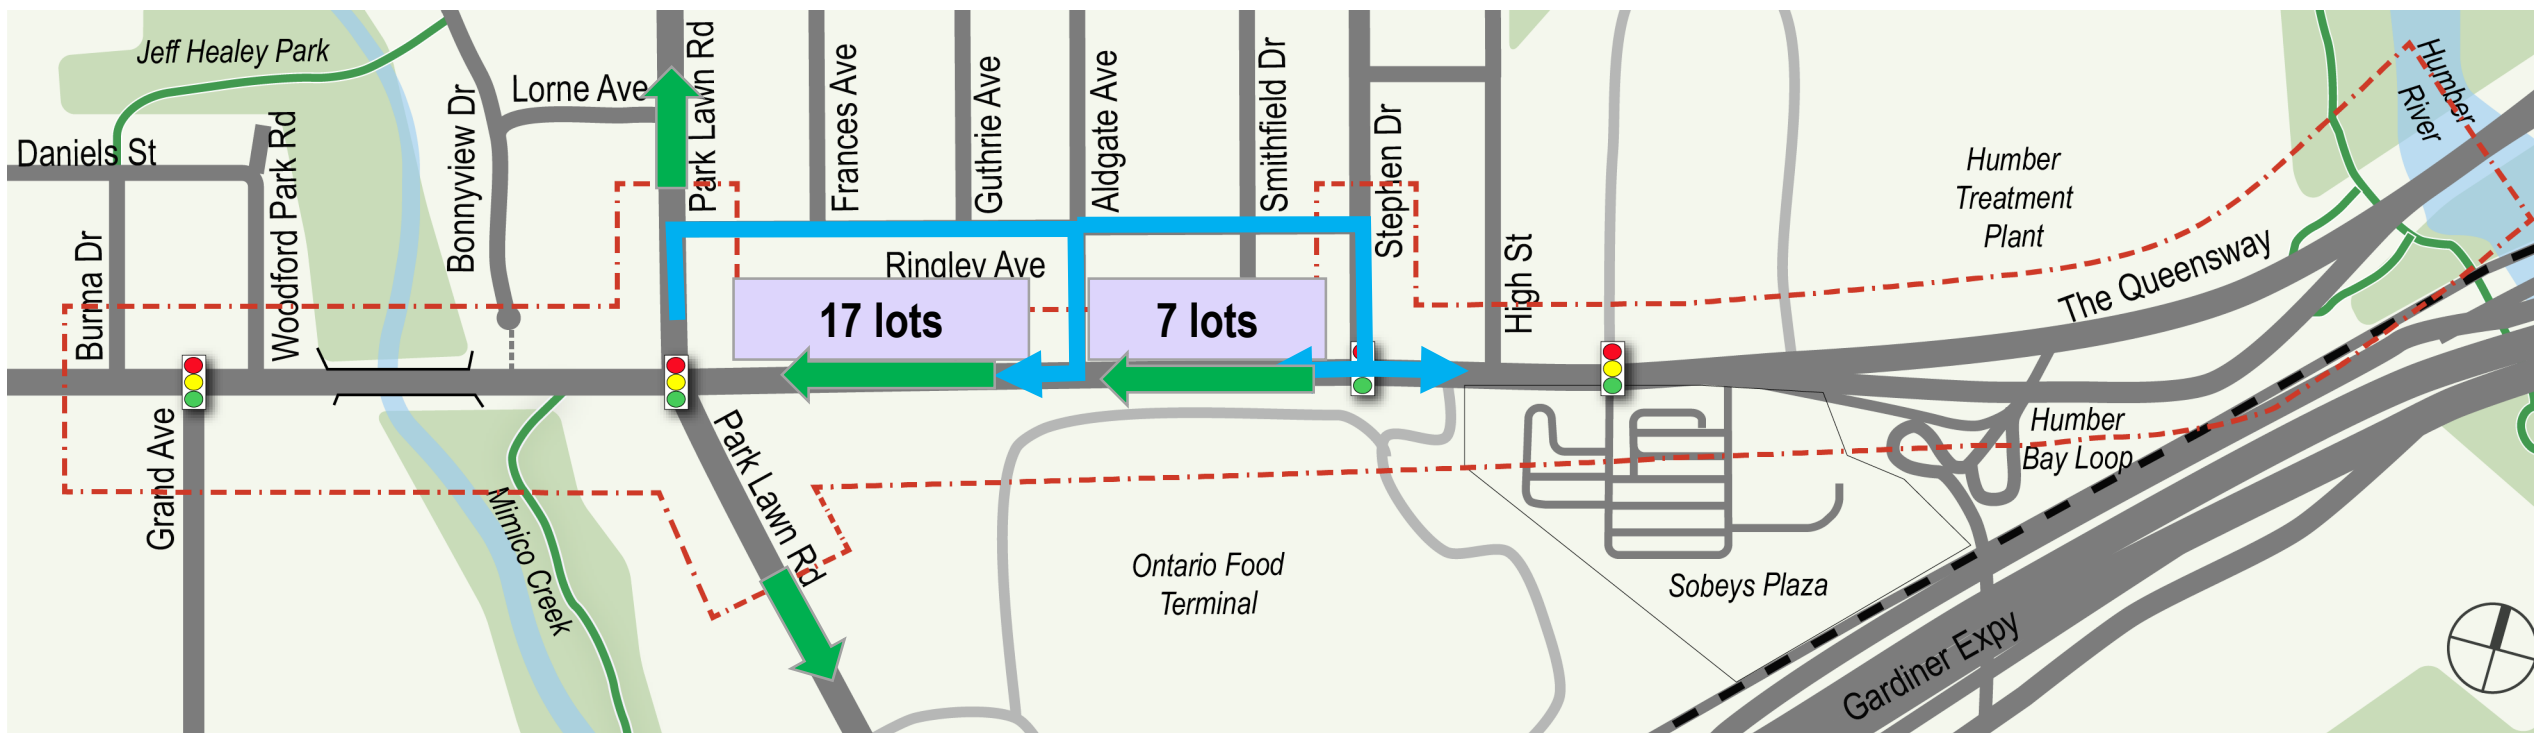 Jeff Healey Park
Daniels St
Burma Dr
Woodford Park Rd
Bonnyview Dr
Lorne Ave
Park Lawn Rd
Frances Ave
Guthrie Ave
Aldgate Ave
Smithfield Dr
Stephen Dr
High St
Ringley Ave
17 lots
7 lots
Humber
Treatment
Plant
Humber
River
The Queensway
Grand Ave
Mimico Creek
Park Lawn Rd
Ontario Food
Terminal
Sobeys Plaza
Humber
Bay Loop
Gardiner Expy